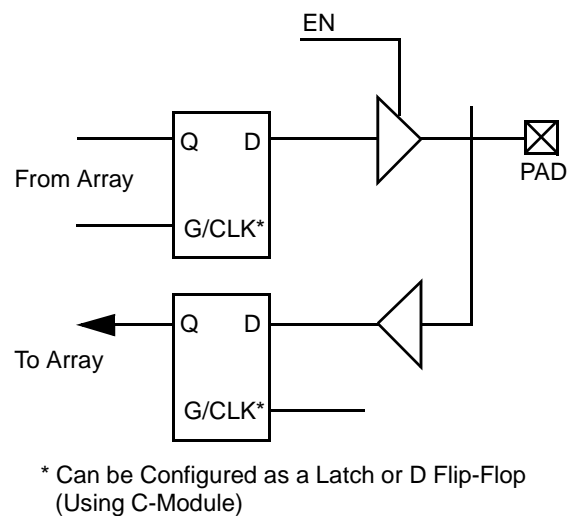 EN
Q D
From Array
PAD
G/CLK*
Q D
To Array
G/CLK*
* Can be Configured as a Latch or D Flip-Flop
(Using C-Module)